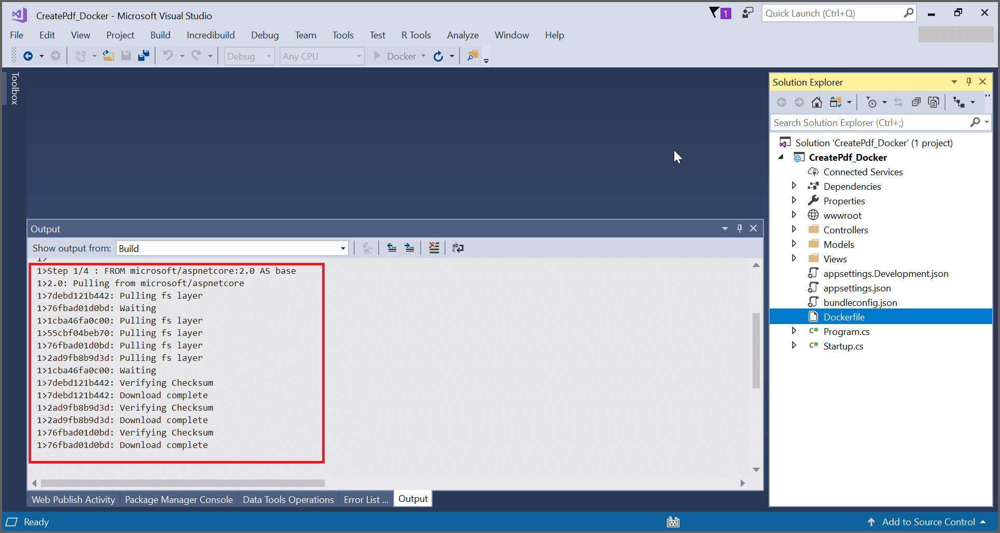 CreatePdf_Docker - Microsoft Visual Studio
1
Quick Launch (Ctrl+Q)
File Edit View Project Build Incredibuild Debug Team Tools Test R Tools Analyze Window Help
Debug Any CPU Docker
Toolbox
Solution Explorer
Search Solution Explorer (Ctrl+;)
Solution 'CreatePdf_Docker' (1 project)
CreatePdf_Docker
Connected Services
Dependencies
Properties
wwwroot
Controllers
Models
Views
appsettings.Development.json
appsettings.json
bundleconfig.json
Dockerfile
C# Program.cs
C# Startup.cs
Output
Show output from: Build
1>
1>Step 1/4 : FROM microsoft/aspnetcore:2.0 AS base
1>2.0: Pulling from microsoft/aspnetcore
1>7debd121b442: Pulling fs layer
1>76fbad01d0bd: Waiting
1>1cba46fa0c00: Pulling fs layer
1>55cbf04beb70: Pulling fs layer
1>76fbad01d0bd: Pulling fs layer
1>2ad9fb8b9d3d: Pulling fs layer
1>1cba46fa0c00: Waiting
1>7debd121b442: Verifying Checksum
1>7debd121b442: Download complete
1>2ad9fb8b9d3d: Verifying Checksum
1>2ad9fb8b9d3d: Download complete
1>76fbad01d0bd: Verifying Checksum
1>76fbad01d0bd: Download complete
Web Publish Activity Package Manager Console Data Tools Operations Error List ... Output
Ready
Add to Source Control